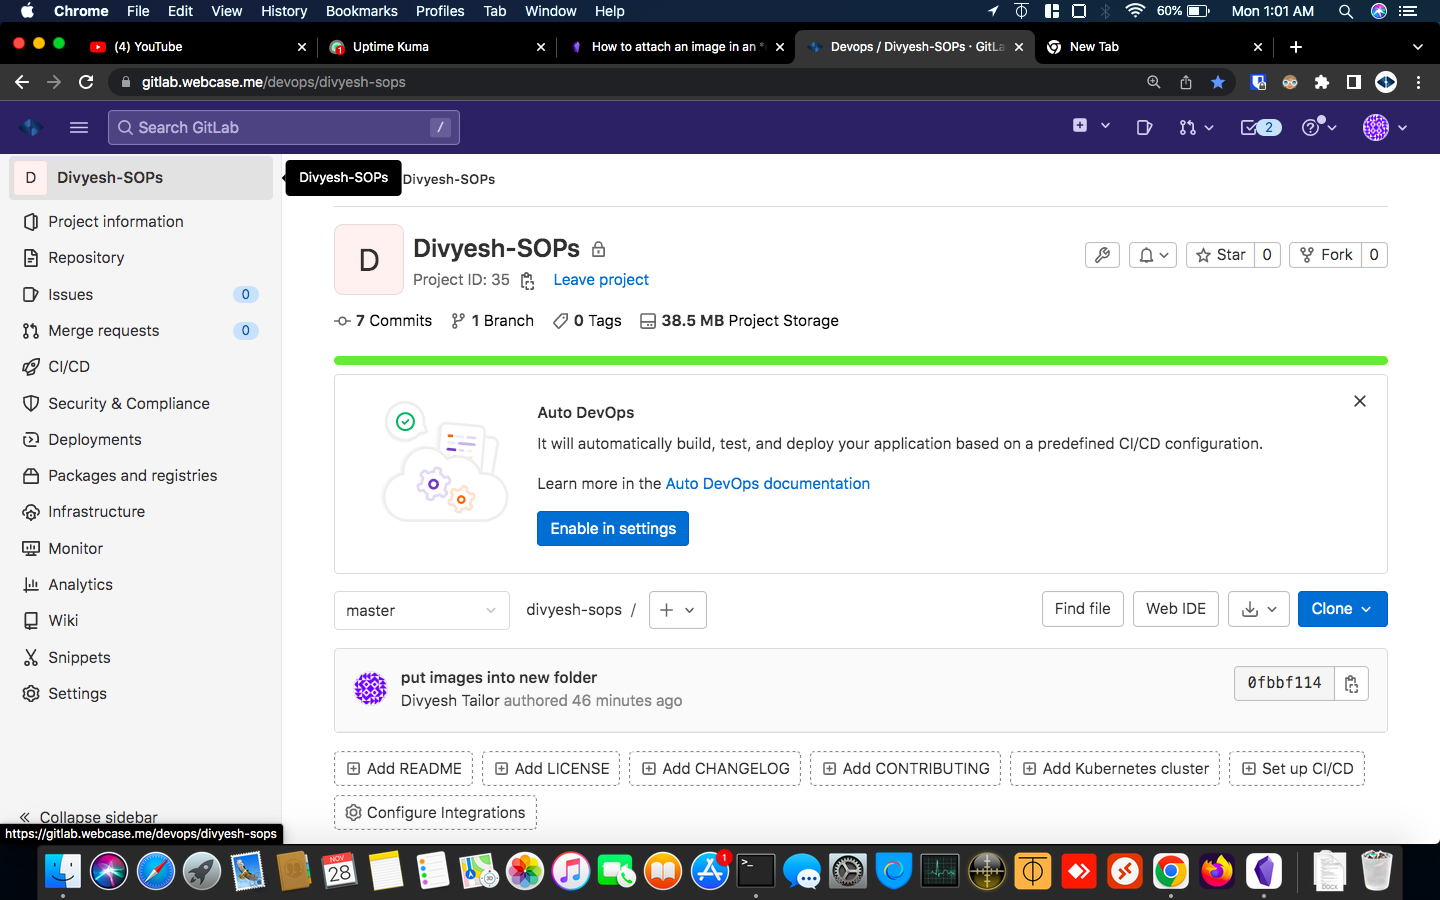 Chrome File Edit View History Bookmarks Profiles Tab Window Help 60% Mon 1:01 AM
(4) YouTube Uptime Kuma How to attach an image in an Devops / Divyesh-SOPs · GitLa New Tab
gitlab.webcase.me/devops/divyesh-sops
Search GitLab / 2
D Divyesh-SOPs
Divyesh-SOPs Divyesh-SOPs
Project information
Repository
Issues 0
Merge requests 0
CI/CD
Security & Compliance
Deployments
Packages and registries
Infrastructure
Monitor
Analytics
Wiki
Snippets
Settings
Collapse sidebar
https://gitlab.webcase.me/devops/divyesh-sops
D Divyesh-SOPs
Project ID: 35 Leave project
Star 0 Fork 0
7 Commits 1 Branch 0 Tags 38.5 MB Project Storage
Auto DevOps
It will automatically build, test, and deploy your application based on a predefined CI/CD configuration.
Learn more in the Auto DevOps documentation
Enable in settings
master divyesh-sops / Find file Web IDE Clone
put images into new folder
Divyesh Tailor authored 46 minutes ago
0fbbf114
Add README Add LICENSE Add CHANGELOG Add CONTRIBUTING Add Kubernetes cluster Set up CI/CD
Configure Integrations
NOV
28
1
DOCX